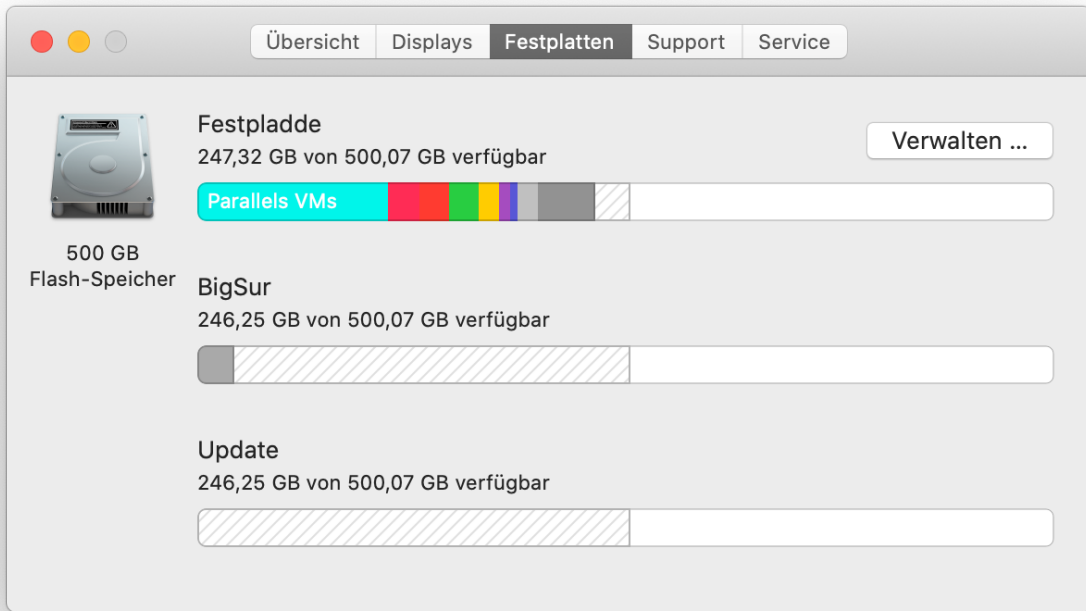 Übersicht
Displays
Festplatten
Support
Service
Festpladde
247,32 GB von 500,07 GB verfügbar
Verwalten ...
Parallels VMs
500 GB
Flash-Speicher
BigSur
246,25 GB von 500,07 GB verfügbar
Update
246,25 GB von 500,07 GB verfügbar